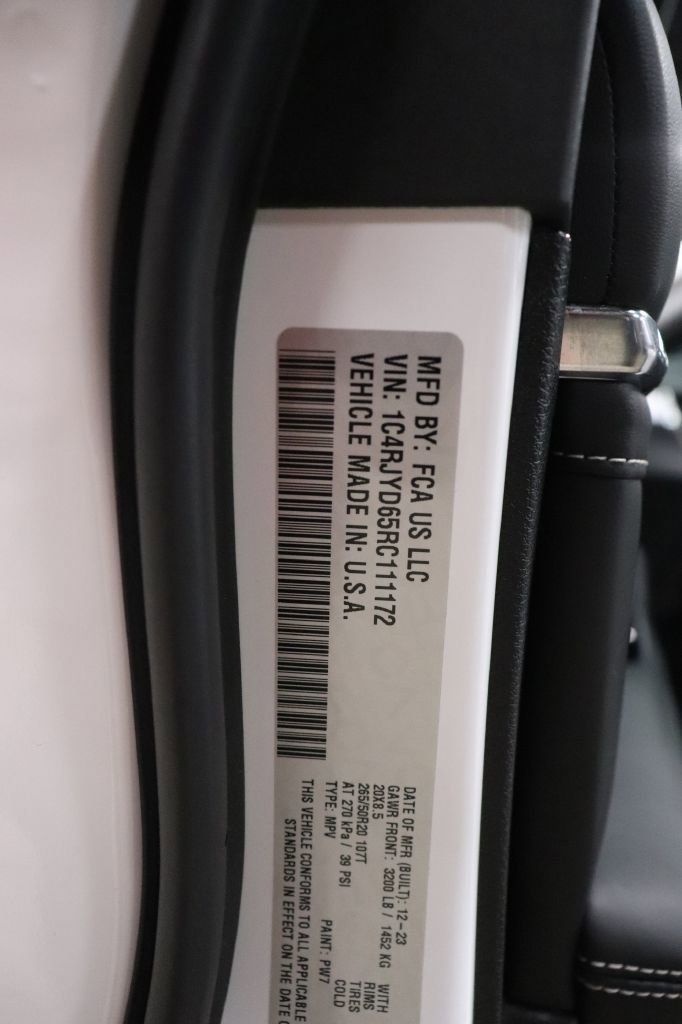 MFD BY: FCA US LLC
VIN: 1C4RJYD65RC111172
VEHICLE MADE IN: U.S.A.
DATE OF MFR (BUILT): 12-23
GAWR FRONT: 3200 LB / 1452 KG WITH
20X8.5 RIMS
265/50R20 107T TIRES
AT 270 kPa / 39 PSI COLD
TYPE: MPV PAINT: PW7
THIS VEHICLE CONFORMS TO ALL APPLICABLE
STANDARDS IN EFFECT ON THE DATE